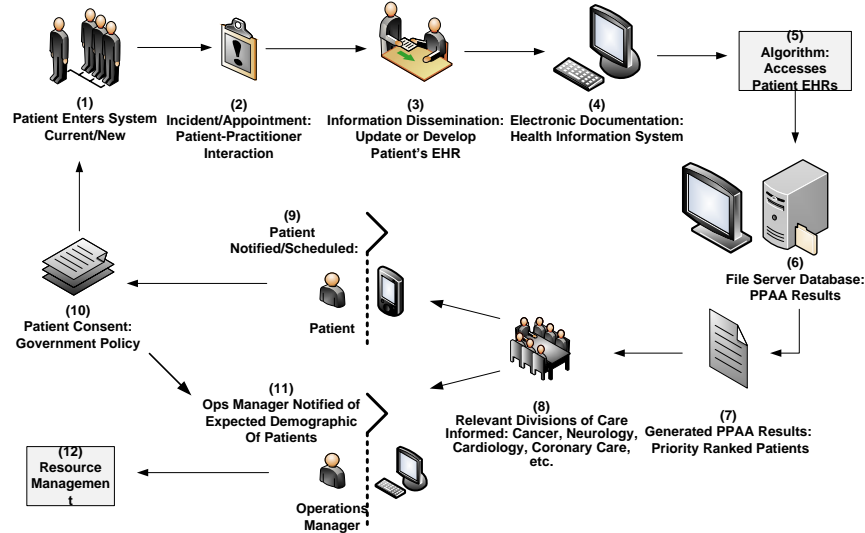 (1)
Patient Enters System
Current/New
(2)
Incident/Appointment:
Patient-Practitioner
Interaction
(3)
Information Dissemination:
Update or Develop
Patient's EHR
(4)
Electronic Documentation:
Health Information System
(5)
Algorithm:
Accesses
Patient EHRs
(6)
File Server Database:
PPAA Results
(7)
Generated PPAA Results:
Priority Ranked Patients
(8)
Relevant Divisions of Care
Informed: Cancer, Neurology,
Cardiology, Coronary Care,
etc.
(9)
Patient
Notified/Scheduled:
Patient
(10)
Patient Consent:
Government Policy
(11)
Ops Manager Notified of
Expected Demographic
Of Patients
Operations
Manager
(12)
Resource
Managemen
t